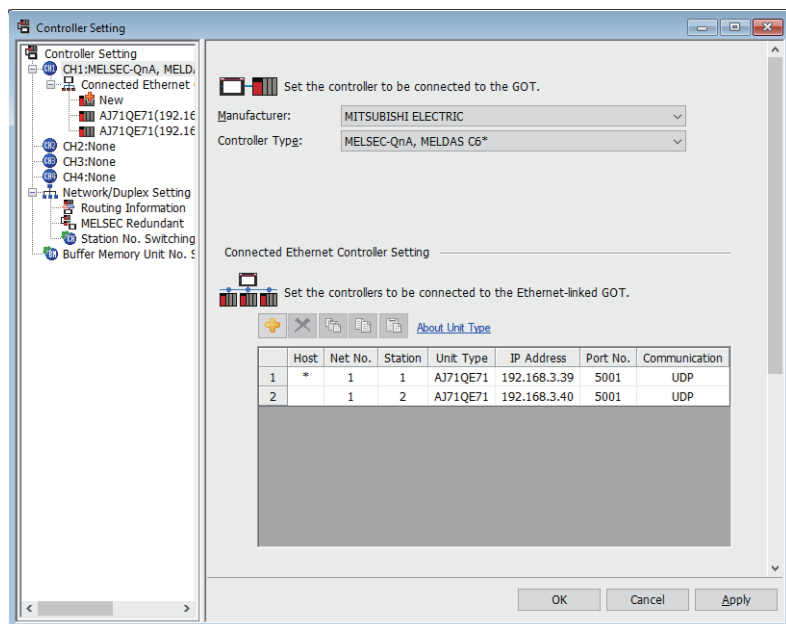 Controller Setting
Controller Setting
CH1:MELSEC-QnA, MELD
Connected Ethernet
New
AJ71QE71(192.16
AJ71QE71(192.16
CH2:None
CH3:None
CH4:None
Network/Duplex Setting
Routing Information
MELSEC Redundant
Station No. Switching
Buffer Memory Unit No. S
Set the controller to be connected to the GOT.
Manufacturer: MITSUBISHI ELECTRIC
Controller Type: MELSEC-QnA, MELDAS C6*
Connected Ethernet Controller Setting
Set the controllers to be connected to the Ethernet-linked GOT.
About Unit Type
Host Net No. Station Unit Type IP Address Port No. Communication
1 * 1 1 AJ71QE71 192.168.3.39 5001 UDP
2 1 2 AJ71QE71 192.168.3.40 5001 UDP
OK Cancel Apply